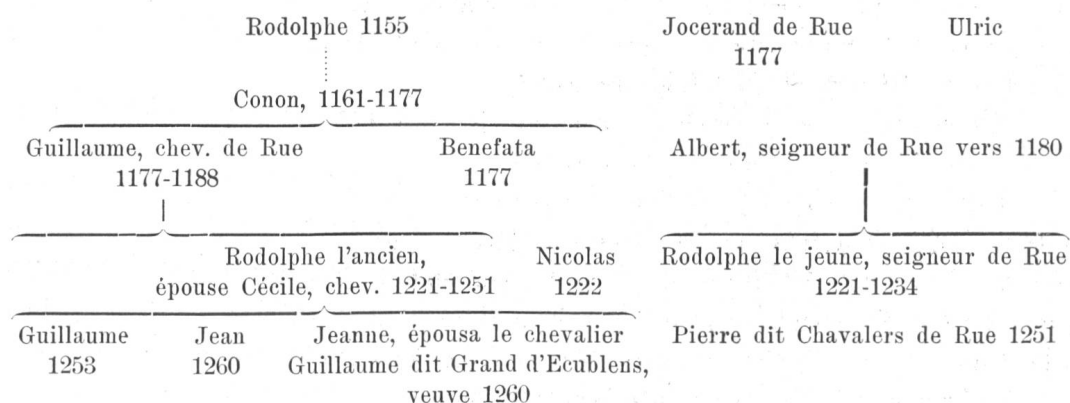 Rodolphe 1155
Jocerand de Rue
Ulric
1177
Conon, 1161-1177
Guillaume, chev. de Rue
Benefata
Albert, seigneur de Rue vers 1180
1177-1188
1177
Rodolphe l'ancien,
Nicolas
Rodolphe le jeune, seigneur de Rue
épouse Cécile, chev. 1221-1251
1222
1221-1234
Guillaume
Jean
Jeanne, épousa le chevalier
Pierre dit Chavalers de Rue 1251
1253
1260
Guillaume dit Grand d'Ecublens,
veuve 1260